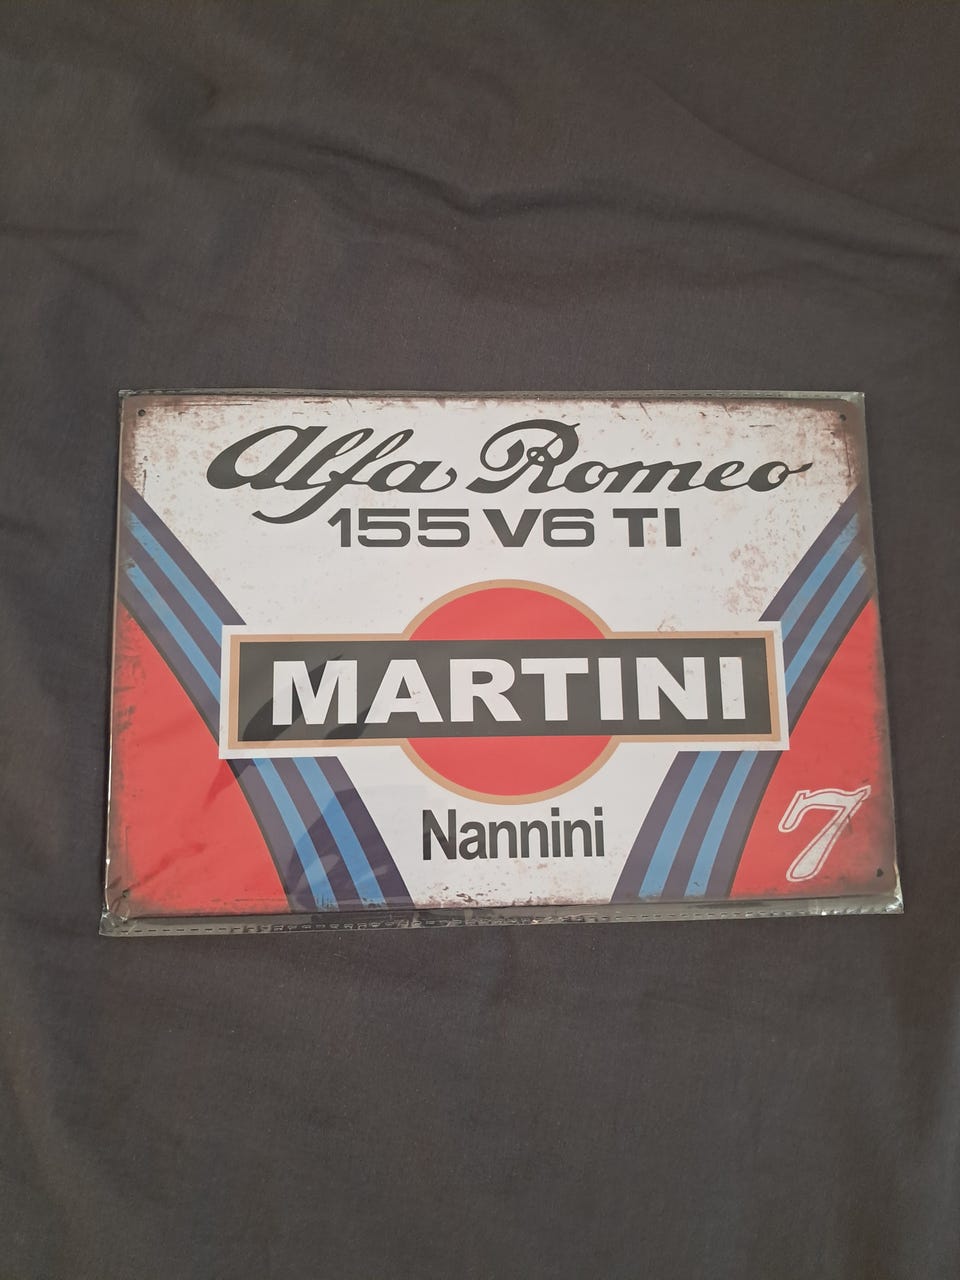 Alfa Romeo
155 V6 TI
MARTINI
Nannini
7